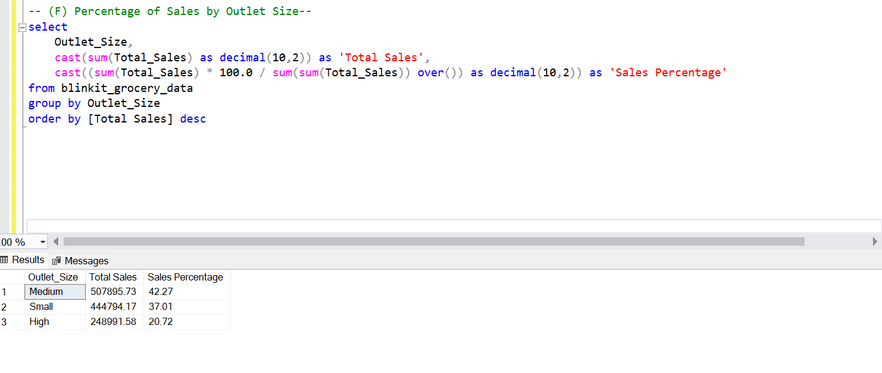 -- (F) Percentage of Sales by Outlet Size--
select
Outlet_Size,
cast(sum(Total_Sales) as decimal(10,2)) as 'Total Sales',
cast((sum(Total_Sales) * 100.0 / sum(sum(Total_Sales)) over()) as decimal(10,2)) as 'Sales Percentage'
from blinkit_grocery_data
group by Outlet_Size
order by [Total Sales] desc
.00 %
Results Messages
Outlet_Size Total Sales Sales Percentage
1 Medium 507895.73 42.27
2 Small 444794.17 37.01
3 High 248991.58 20.72